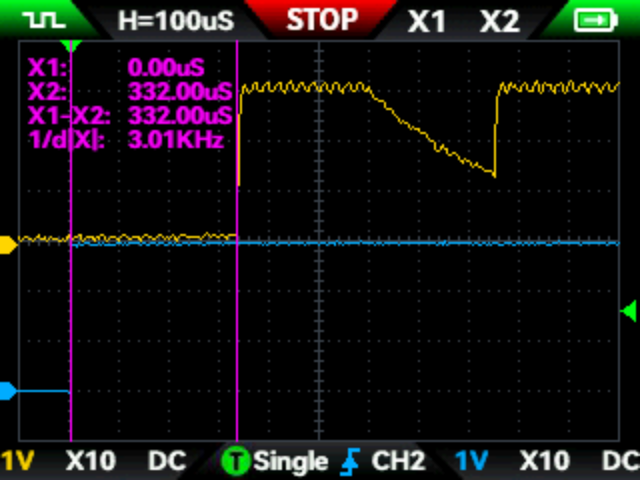 H=100uS STOP X1 X2
X1: 0.00uS
X2: 332.00uS
X1-X2: 332.00uS
1/d|X|: 3.01KHz
1V X10 DC T Single CH2 1V X10 DC